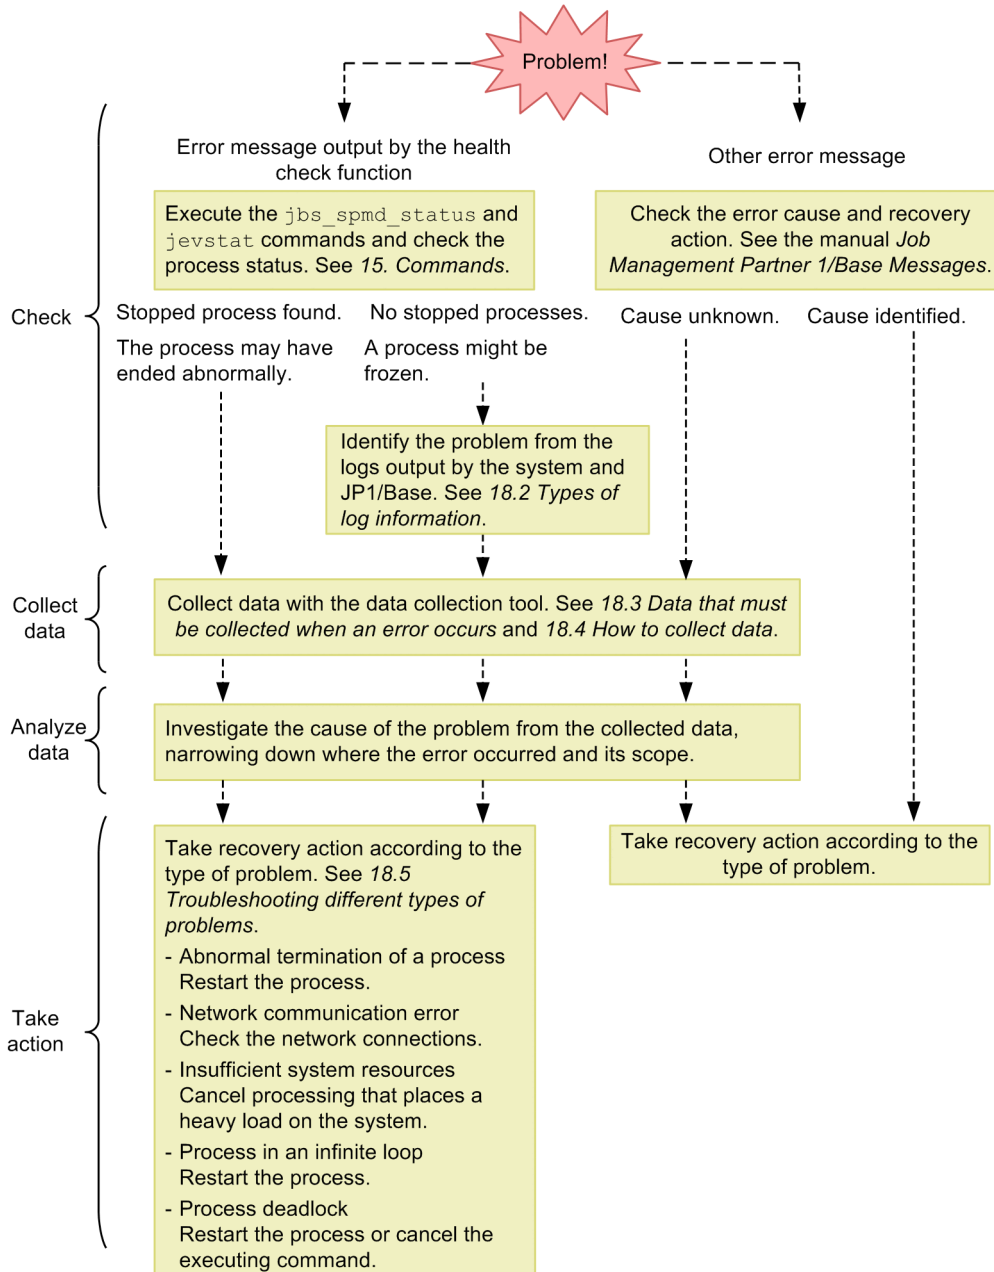 Problem!
Error message output by the health
check function
Other error message
Execute the jbs_spmd_status and
jevstat commands and check the
process status. See 15. Commands.
Check the error cause and recovery
action. See the manual Job
Management Partner 1/Base Messages.
Check
Stopped process found.
No stopped processes.
Cause unknown.
Cause identified.
The process may have
ended abnormally.
A process might be
frozen.
Identify the problem from the
logs output by the system and
JP1/Base. See 18.2 Types of
log information.
Collect
data
Collect data with the data collection tool. See 18.3 Data that must
be collected when an error occurs and 18.4 How to collect data.
Analyze
data
Investigate the cause of the problem from the collected data,
narrowing down where the error occurred and its scope.
Take
action
Take recovery action according to the
type of problem. See 18.5
Troubleshooting different types of
problems.
- Abnormal termination of a process
Restart the process.
- Network communication error
Check the network connections.
- Insufficient system resources
Cancel processing that places a
heavy load on the system.
- Process in an infinite loop
Restart the process.
- Process deadlock
Restart the process or cancel the
executing command.
Take recovery action according to the
type of problem.